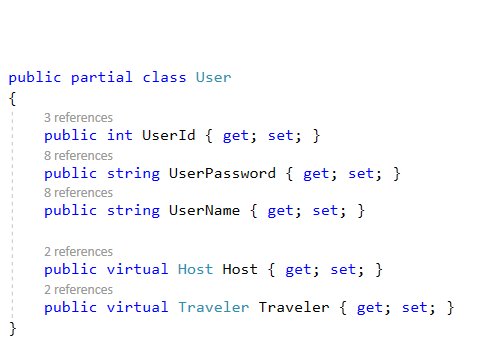 public partial class User
{
3 references
public int UserId { get; set; }
8 references
public string UserPassword { get; set; }
8 references
public string UserName { get; set; }
2 references
public virtual Host Host { get; set; }
2 references
public virtual Traveler Traveler { get; set; }
}